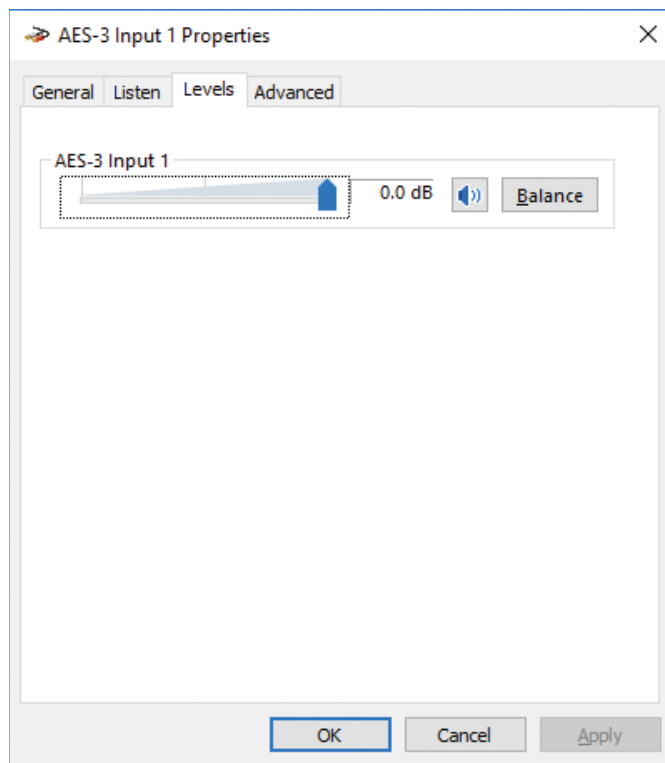 AES-3 Input 1 Properties
General Listen Levels Advanced
AES-3 Input 1
0.0 dB Balance
OK Cancel Apply